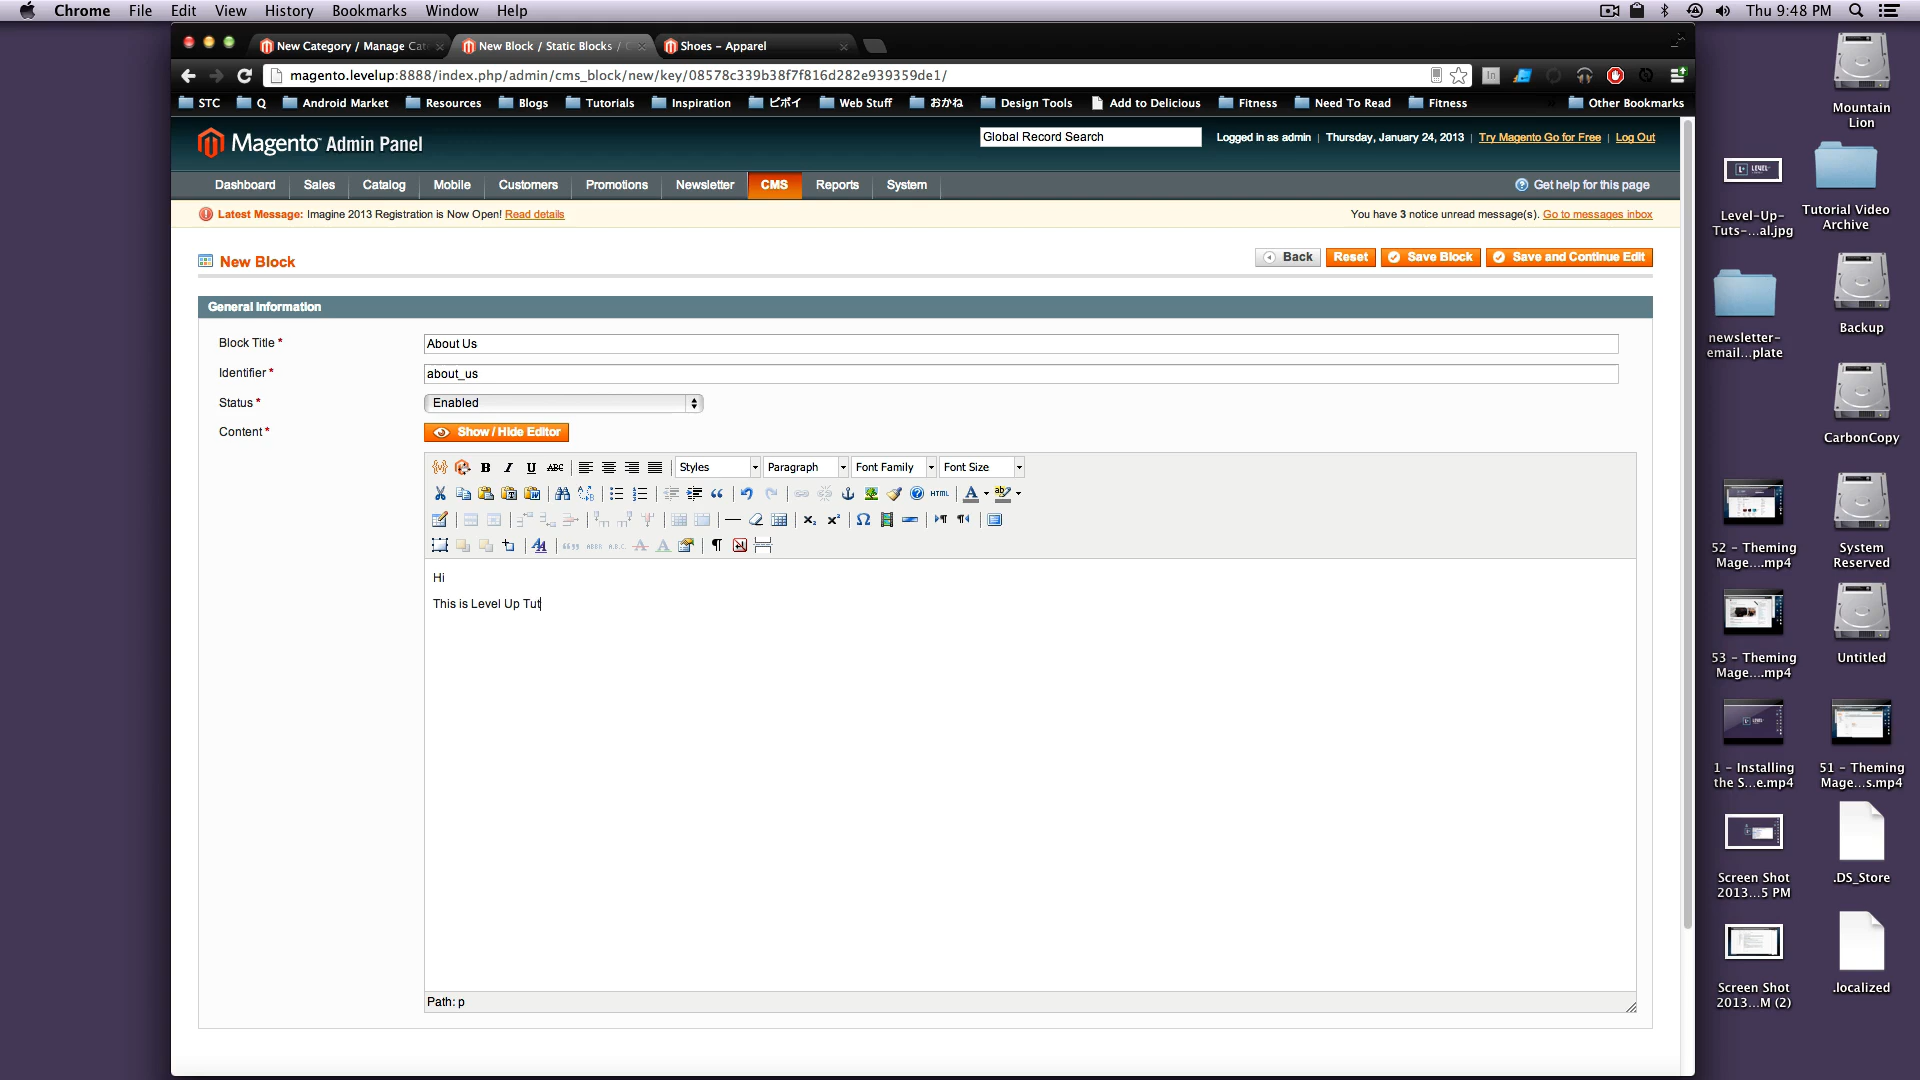 Chrome File Edit View History Bookmarks Window Help
Thu 9:48 PM
New Category / Manage Cat
New Block / Static Blocks /
Shoes - Apparel
magento.levelup:8888/index.php/admin/cms_block/new/key/08578c339b38f7f816d282e939359de1/
STC Q Android Market Resources Blogs Tutorials Inspiration ビボイ Web Stuff おかね Design Tools Add to Delicious Fitness Need To Read Fitness Other Bookmarks
Magento™ Admin Panel
Global Record Search
Logged in as admin | Thursday, January 24, 2013 | Try Magento Go for Free | Log Out
Dashboard Sales Catalog Mobile Customers Promotions Newsletter CMS Reports System
Get help for this page
Latest Message: Imagine 2013 Registration is Now Open! Read details
You have 3 notice unread message(s). Go to messages inbox
New Block
Back Reset Save Block Save and Continue Edit
General Information
Block Title *
About Us
Identifier *
about_us
Status *
Enabled
Content *
Show / Hide Editor
B I U ABC Styles Paragraph Font Family Font Size
HTML
Hi
This is Level Up Tut
Path: p
Mountain
Lion
Level-Up-
Tuts-...al.jpg
Tutorial Video
Archive
newsletter-
email...plate
Backup
CarbonCopy
52 - Theming
Mage....mp4
System
Reserved
53 - Theming
Mage....mp4
Untitled
1 - Installing
the S...e.mp4
51 - Theming
Mage...s.mp4
Screen Shot
2013...5 PM
.DS_Store
Screen Shot
2013...M (2)
.localized